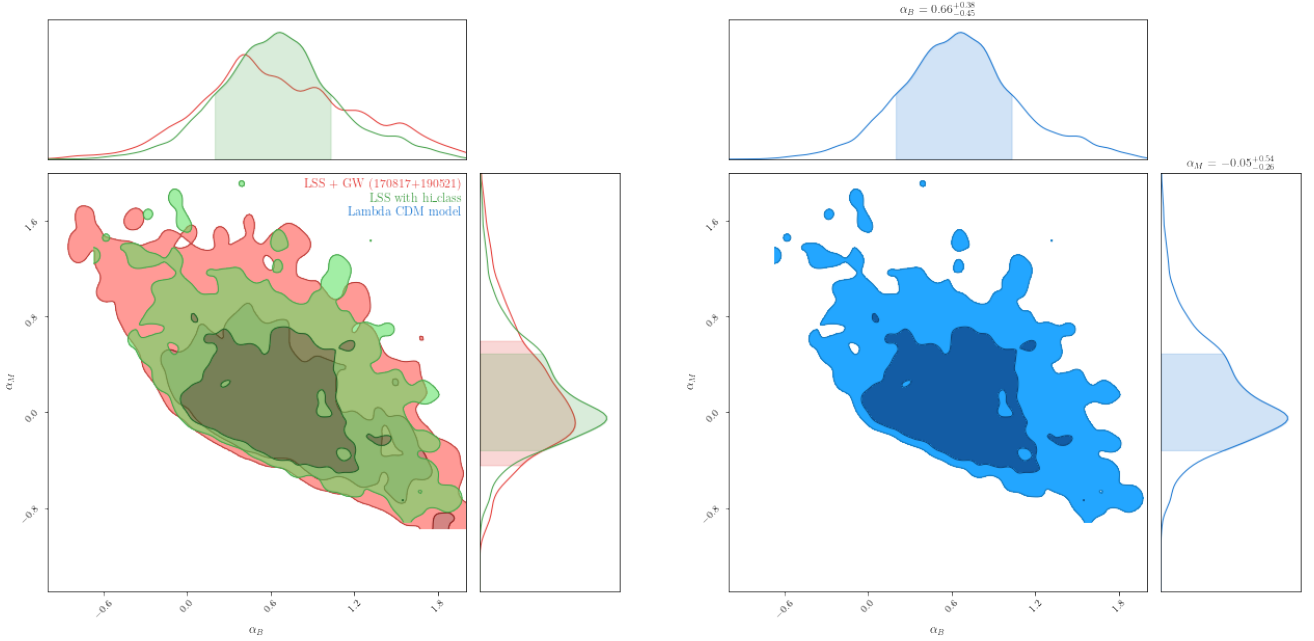 α_B = 0.66^{+0.38}_{-0.45}
LSS + GW (170817+190521)
LSS with hi_class
Lambda CDM model
α_M = −0.05^{+0.54}_{-0.26}
1.6
0.8
0.0
−0.8
α_M
−0.6
0.0
0.6
1.2
1.8
α_B
1.6
0.8
0.0
−0.8
α_M
−0.6
0.0
0.6
1.2
1.8
α_B